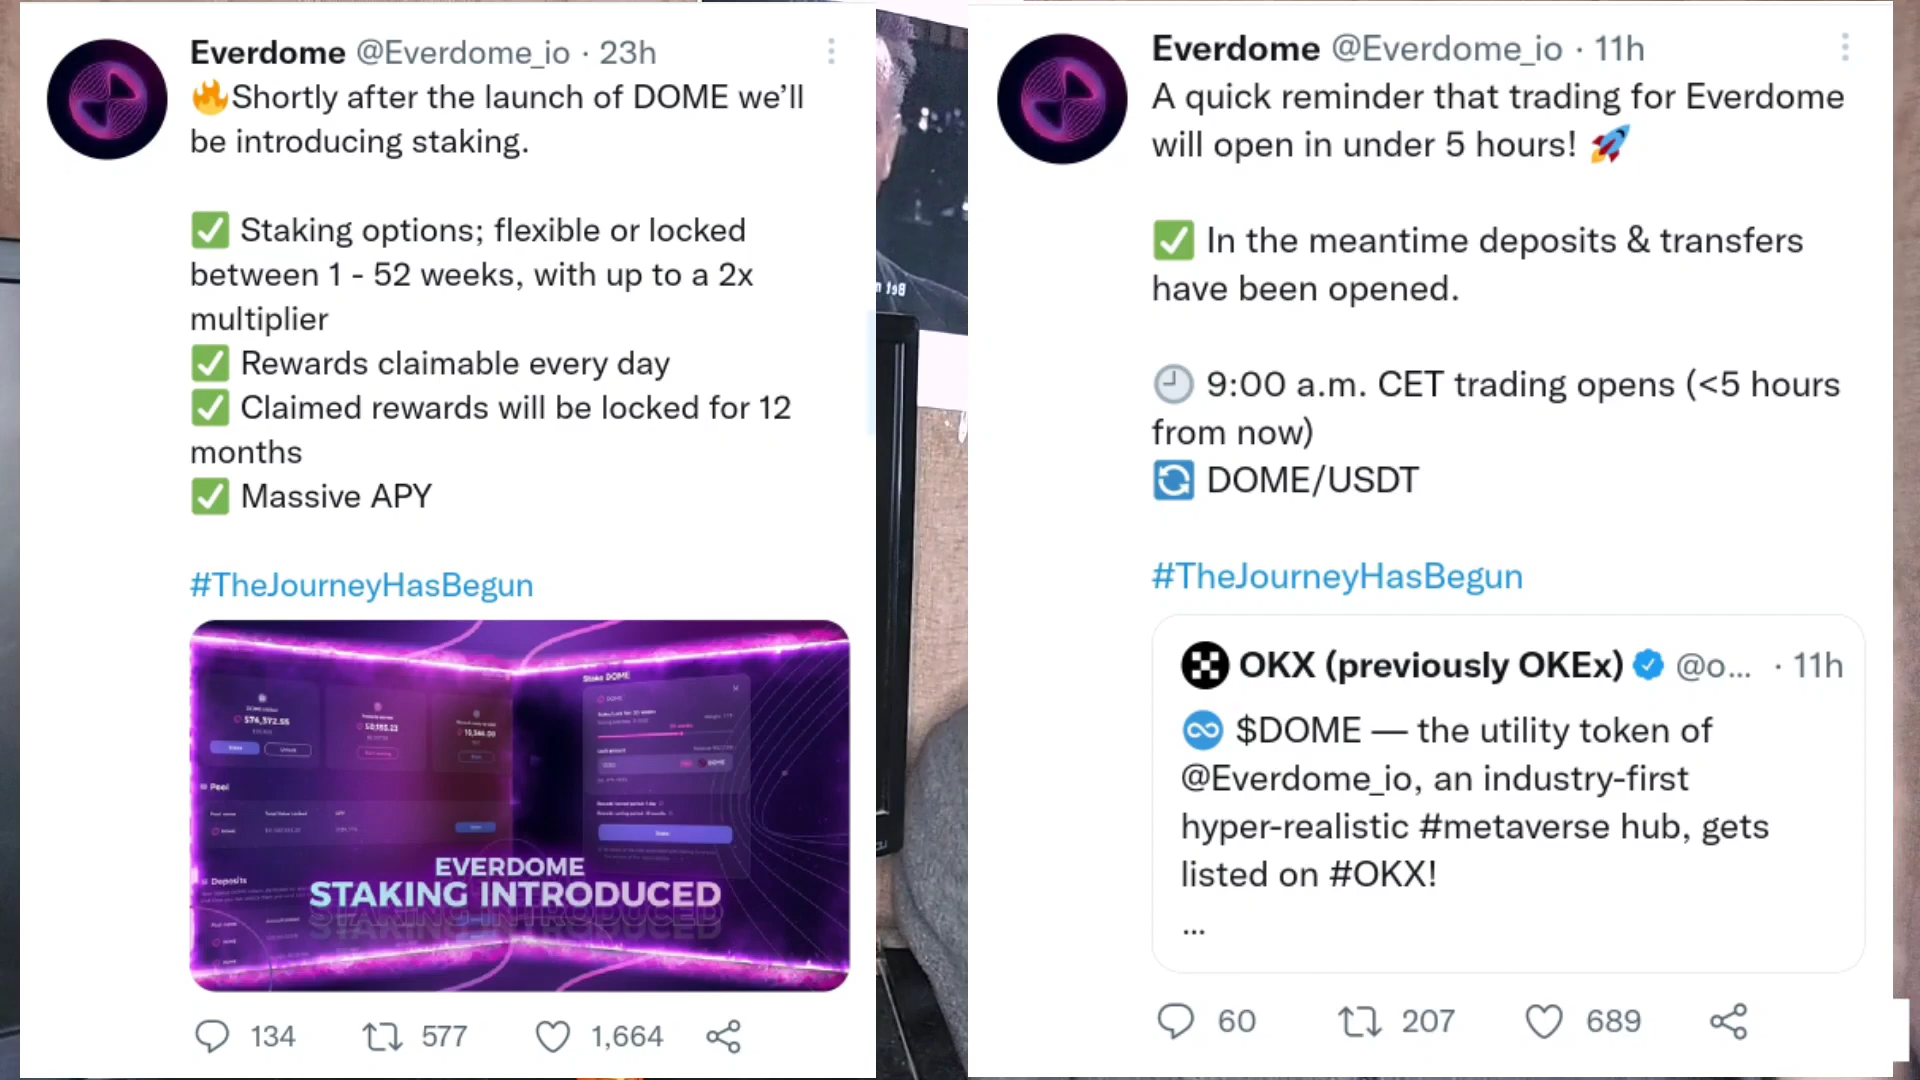 Everdome @Everdome_io · 23h
🔥Shortly after the launch of DOME we’ll
be introducing staking.
✅ Staking options; flexible or locked
between 1 - 52 weeks, with up to a 2x
multiplier
✅ Rewards claimable every day
✅ Claimed rewards will be locked for 12
months
✅ Massive APY
#TheJourneyHasBegun
Stake DOME
Pool
Deposits
EVERDOME
STAKING INTRODUCED
134 577 1,664
Everdome @Everdome_io · 11h
A quick reminder that trading for Everdome
will open in under 5 hours! 🚀
✅ In the meantime deposits & transfers
have been opened.
🕘 9:00 a.m. CET trading opens (<5 hours
from now)
🔄 DOME/USDT
#TheJourneyHasBegun
OKX (previously OKEx) @o... · 11h
♾ $DOME — the utility token of
@Everdome_io, an industry-first
hyper-realistic #metaverse hub, gets
listed on #OKX!
...
60 207 689